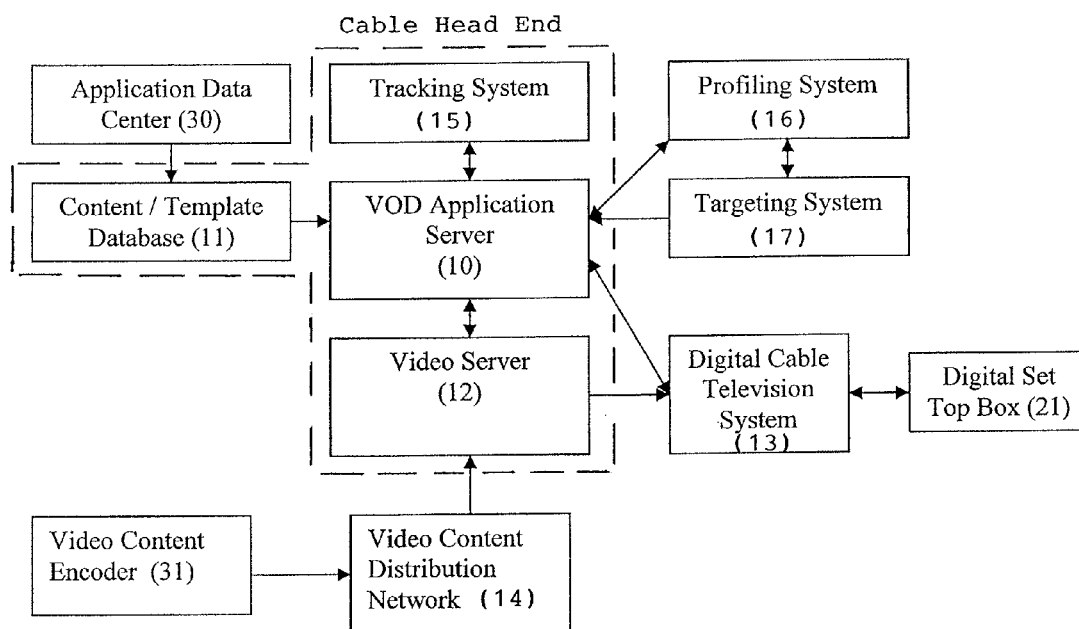 Cable Head End
Application Data
Center (30)
Tracking System
(15)
Profiling System
(16)
Content / Template
Database (11)
VOD Application
Server
(10)
Targeting System
(17)
Video Server
(12)
Digital Cable
Television
System
(13)
Digital Set
Top Box (21)
Video Content
Encoder (31)
Video Content
Distribution
Network (14)